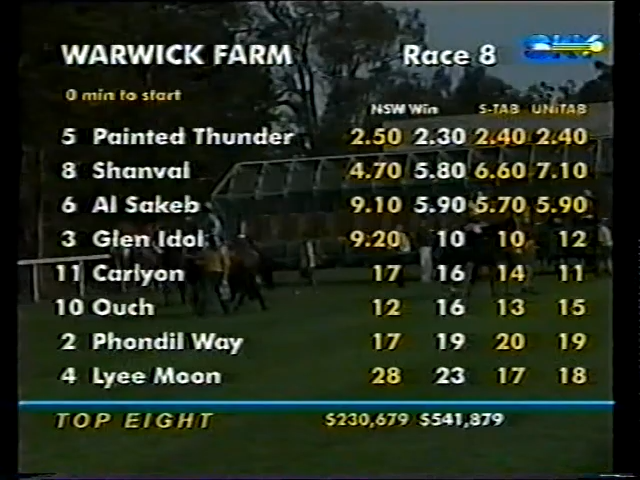 WARWICK FARM Race 8 SKY
0 min to start
NSW Win S-TAB UNiTAB
5 Painted Thunder 2.50 2.30 2.40 2.40
8 Shanval 4.70 5.80 6.60 7.10
6 Al Sakeb 9.10 5.90 5.70 5.90
3 Glen Idol 9.20 10 10 12
11 Carlyon 17 16 14 11
10 Ouch 12 16 13 15
2 Phondil Way 17 19 20 19
4 Lyee Moon 28 23 17 18
TOP EIGHT $230,679 $541,879